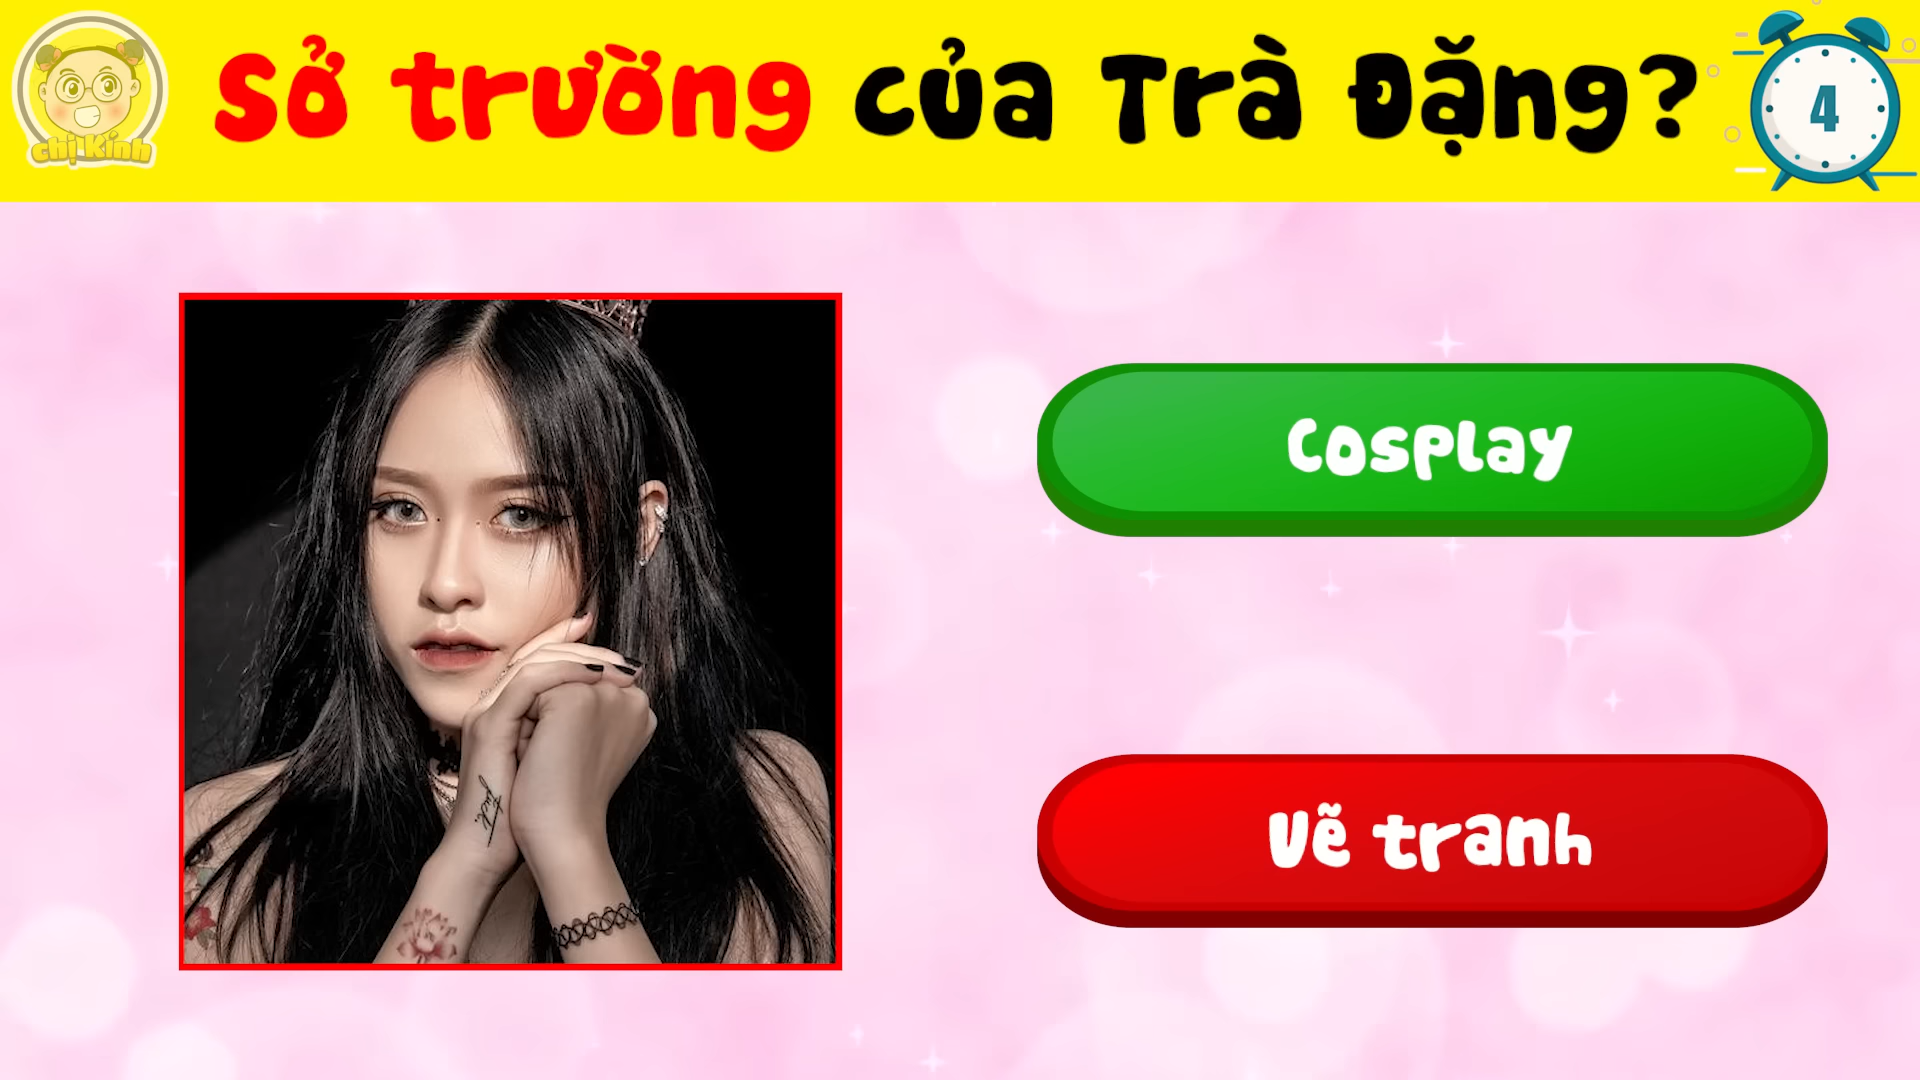 chị Kính
Sở trường của Trà Đặng?
4
Cosplay
Vẽ tranh